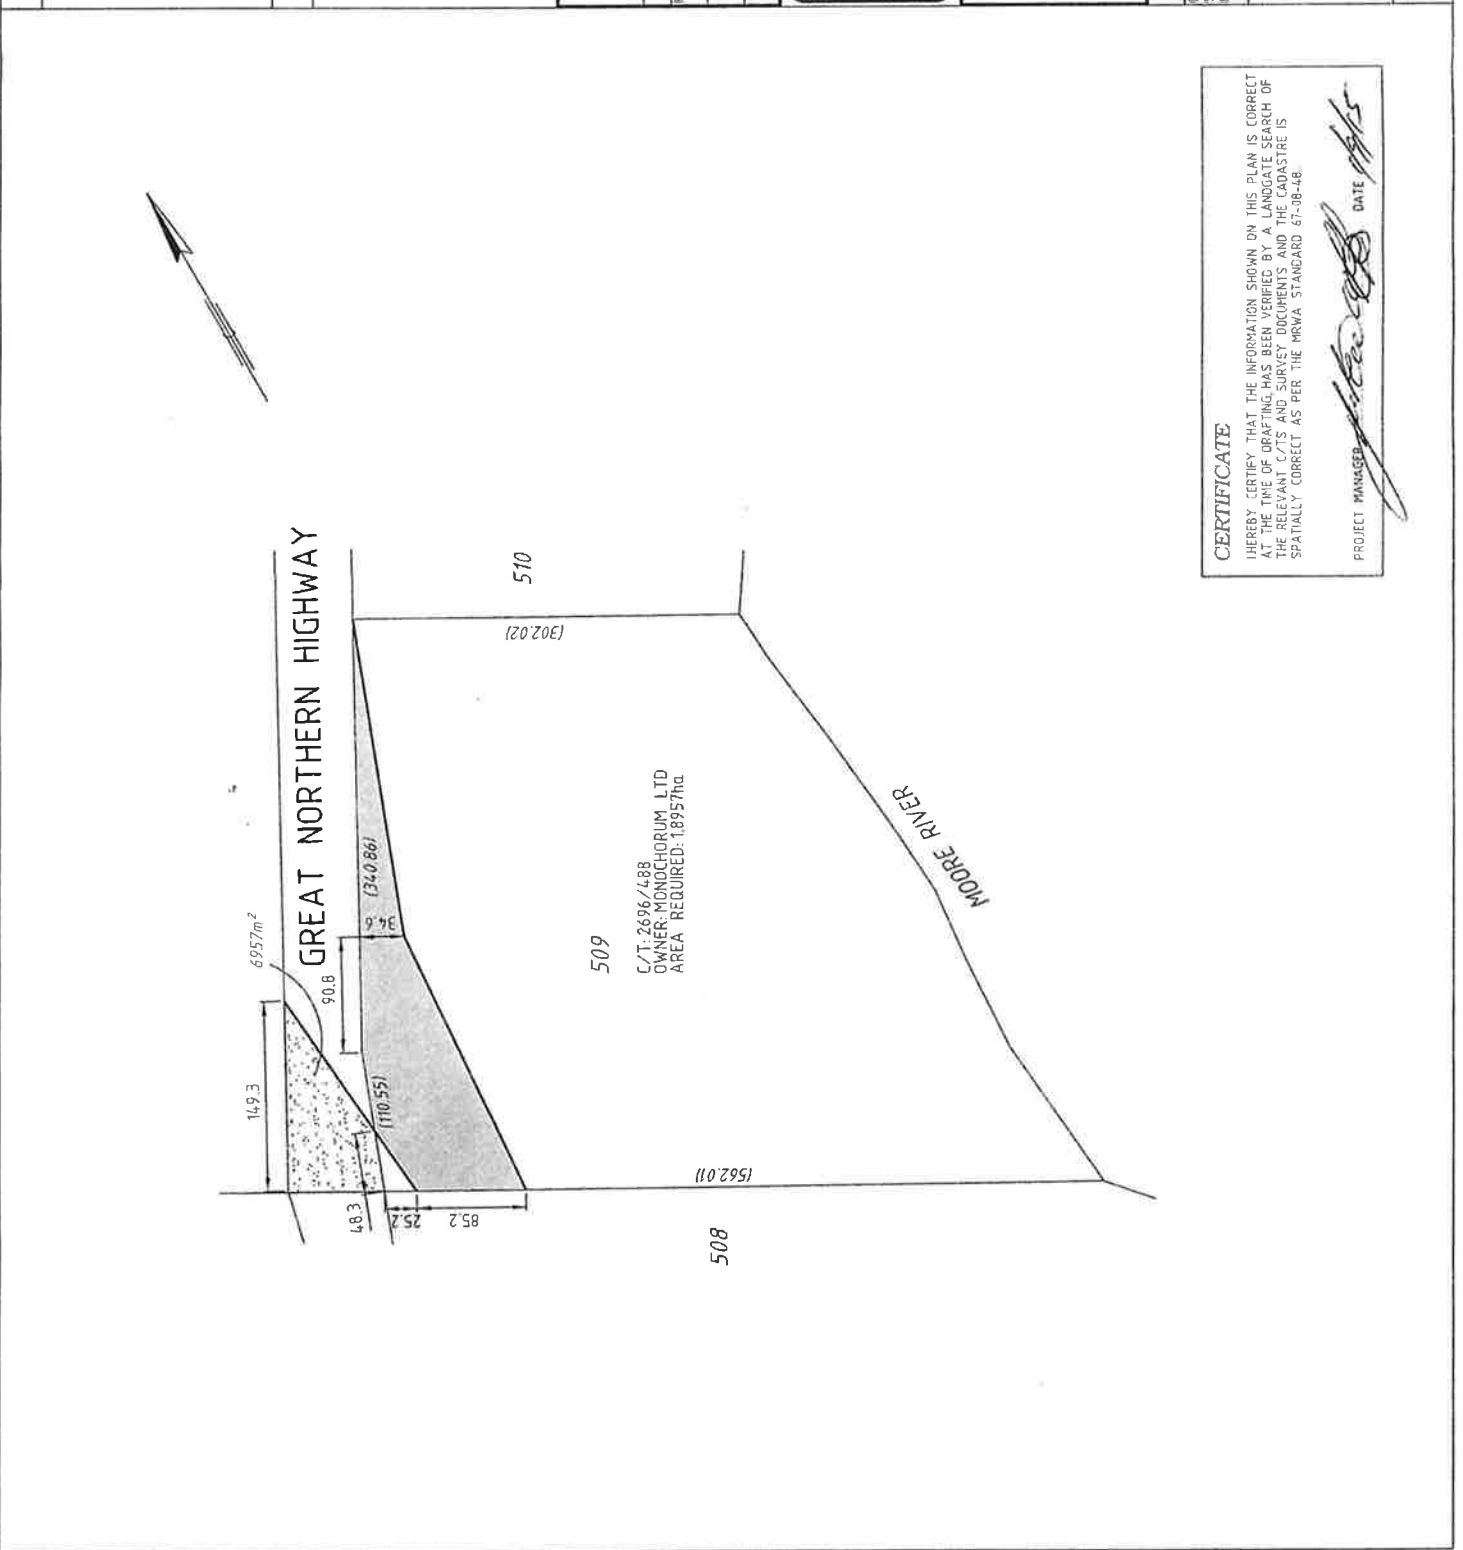 GREAT NORTHERN HIGHWAY
6957m²
149.3
90.8
34.6
(340.86)
(110.55)
48.3
25.2
85.2
510
(302.02)
509
C/T: 2696/488
OWNER: MONOCHORUM LTD
AREA REQUIRED: 1.8957ha
(562.01)
508
MOORE RIVER
CERTIFICATE
I HEREBY CERTIFY THAT THE INFORMATION SHOWN ON THIS PLAN IS CORRECT
AT THE TIME OF DRAFTING, HAS BEEN VERIFIED BY A LANDGATE SEARCH OF
THE RELEVANT C/TS AND SURVEY DOCUMENTS AND THE CADASTRE IS
SPATIALLY CORRECT AS PER THE MRWA STANDARD 67-08-48
PROJECT MANAGER DATE